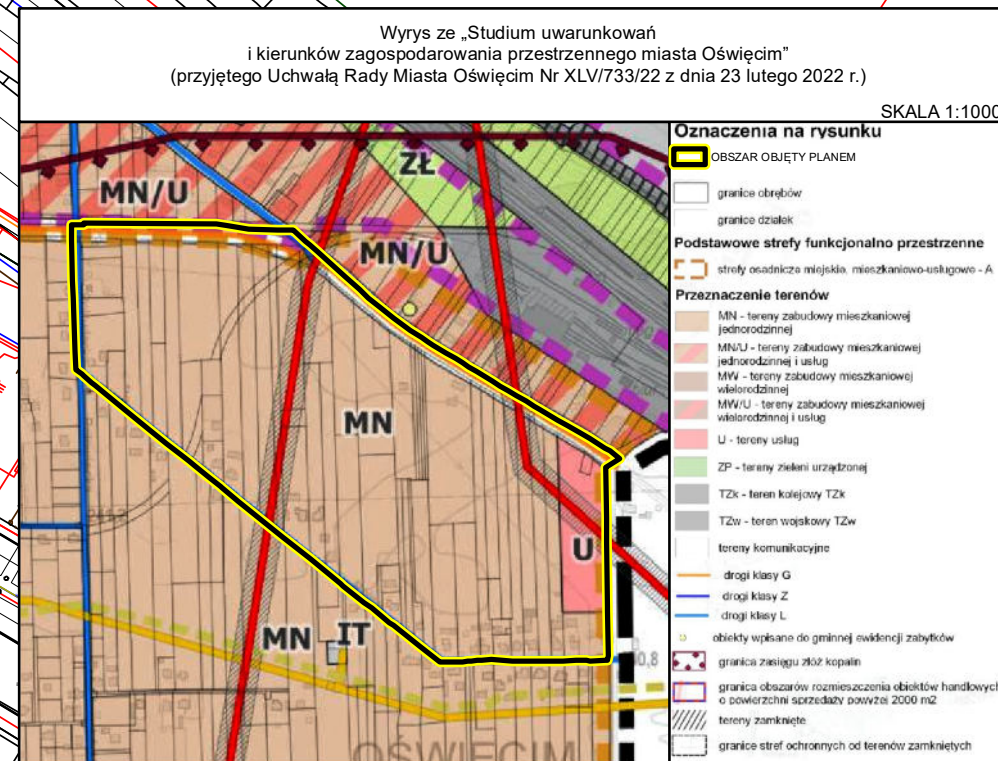 Wyrys ze „Studium uwarunkowań
i kierunków zagospodarowania przestrzennego miasta Oświęcim”
(przyjętego Uchwałą Rady Miasta Oświęcim Nr XLV/733/22 z dnia 23 lutego 2022 r.)
SKALA 1:1000
Oznaczenia na rysunku
OBSZAR OBJĘTY PLANEM
granice obrębów
granice działek
Podstawowe strefy funkcjonalno przestrzenne
strefy osadnicze miejskie, mieszkaniowo-usługowe - A
Przeznaczenie terenów
MN - tereny zabudowy mieszkaniowej
jednorodzinnej
MN/U - tereny zabudowy mieszkaniowej
jednorodzinnej i usług
MW - tereny zabudowy mieszkaniowej
wielorodzinnej
MW/U - tereny zabudowy mieszkaniowej
wielorodzinnej i usług
U - tereny usług
ZP - tereny zieleni urządzonej
TZk - teren kolejowy TZk
TZw - teren wojskowy TZw
tereny komunikacyjne
drogi klasy G
drogi klasy Z
drogi klasy L
obiekty wpisane do gminnej ewidencji zabytków
granica zasięgu złóż kopalin
granica obszarów rozmieszczenia obiektów handlowych
o powierzchni sprzedaży powyżej 2000 m2
tereny zamknięte
granice stref ochronnych od terenów zamkniętych
ZŁ
MN/U
MN/U
MN
U
MN
IT
0,8
OŚWIĘCIM